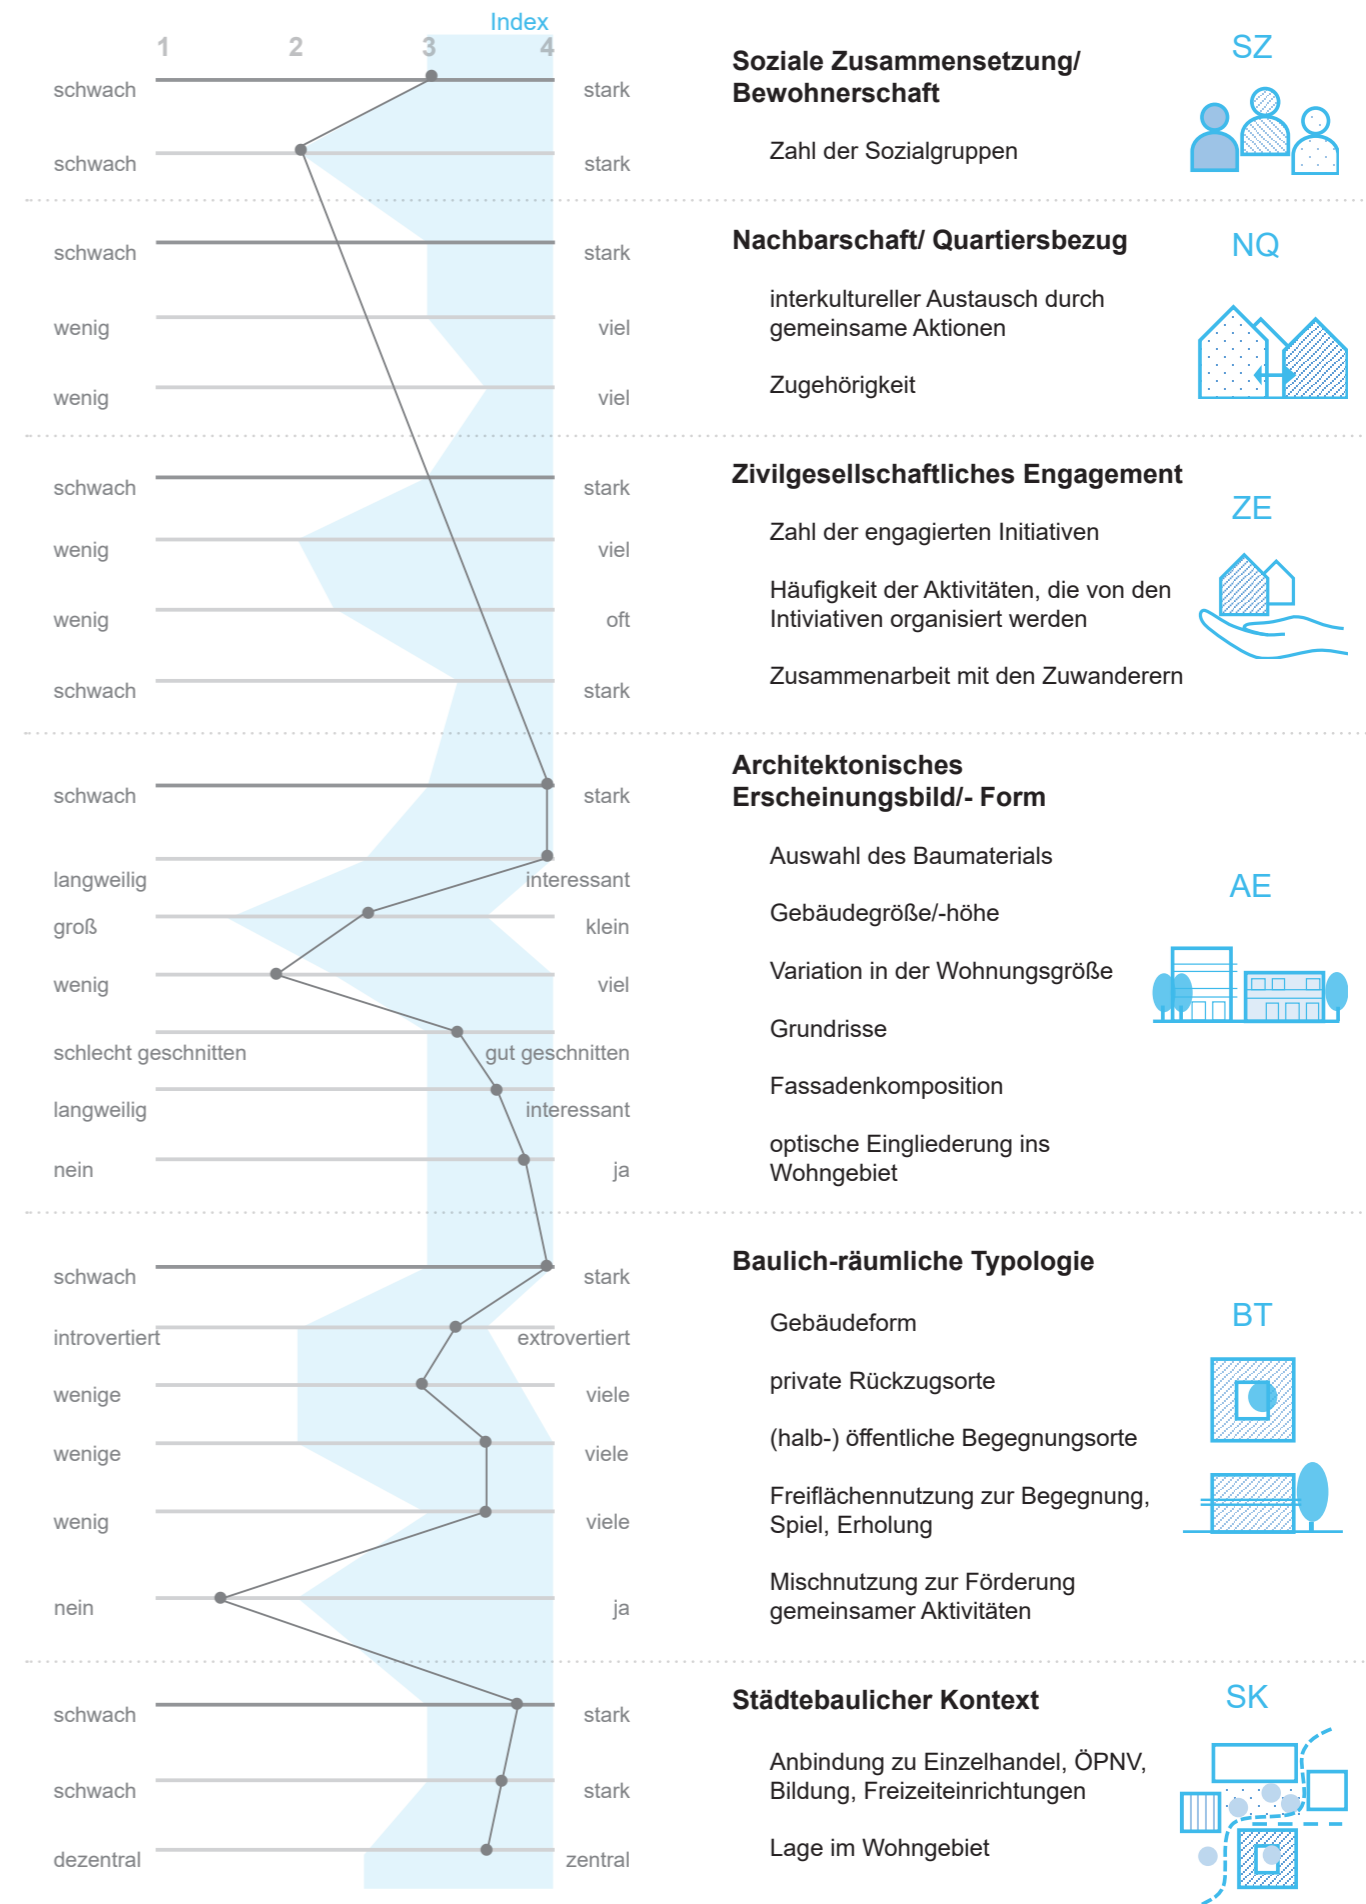 Index
1 2 3 4
schwach stark
Soziale Zusammensetzung/
Bewohnerschaft
SZ
schwach stark
Zahl der Sozialgruppen
schwach stark
Nachbarschaft/ Quartiersbezug
NQ
wenig viel
interkultureller Austausch durch
gemeinsame Aktionen
wenig viel
Zugehörigkeit
schwach stark
Zivilgesellschaftliches Engagement
ZE
wenig viel
Zahl der engagierten Initiativen
wenig oft
Häufigkeit der Aktivitäten, die von den
Intiviativen organisiert werden
schwach stark
Zusammenarbeit mit den Zuwanderern
schwach stark
Architektonisches
Erscheinungsbild/- Form
AE
langweilig interessant
Auswahl des Baumaterials
groß klein
Gebäudegröße/-höhe
wenig viel
Variation in der Wohnungsgröße
schlecht geschnitten gut geschnitten
Grundrisse
langweilig interessant
Fassadenkomposition
nein ja
optische Eingliederung ins
Wohngebiet
schwach stark
Baulich-räumliche Typologie
BT
introvertiert extrovertiert
Gebäudeform
wenige viele
private Rückzugsorte
wenige viele
(halb-) öffentliche Begegnungsorte
wenig viele
Freiflächennutzung zur Begegnung,
Spiel, Erholung
nein ja
Mischnutzung zur Förderung
gemeinsamer Aktivitäten
schwach stark
Städtebaulicher Kontext
SK
schwach stark
Anbindung zu Einzelhandel, ÖPNV,
Bildung, Freizeiteinrichtungen
dezentral zentral
Lage im Wohngebiet